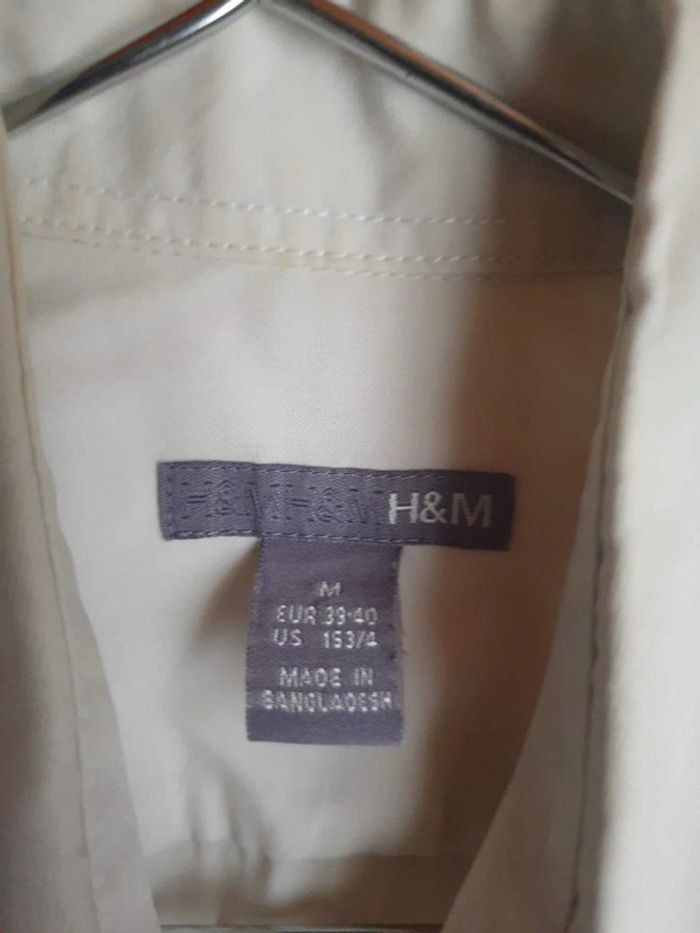 H&M H&M H&M
M
EUR 39-40
US 153/4
MADE IN
BANGLADESH